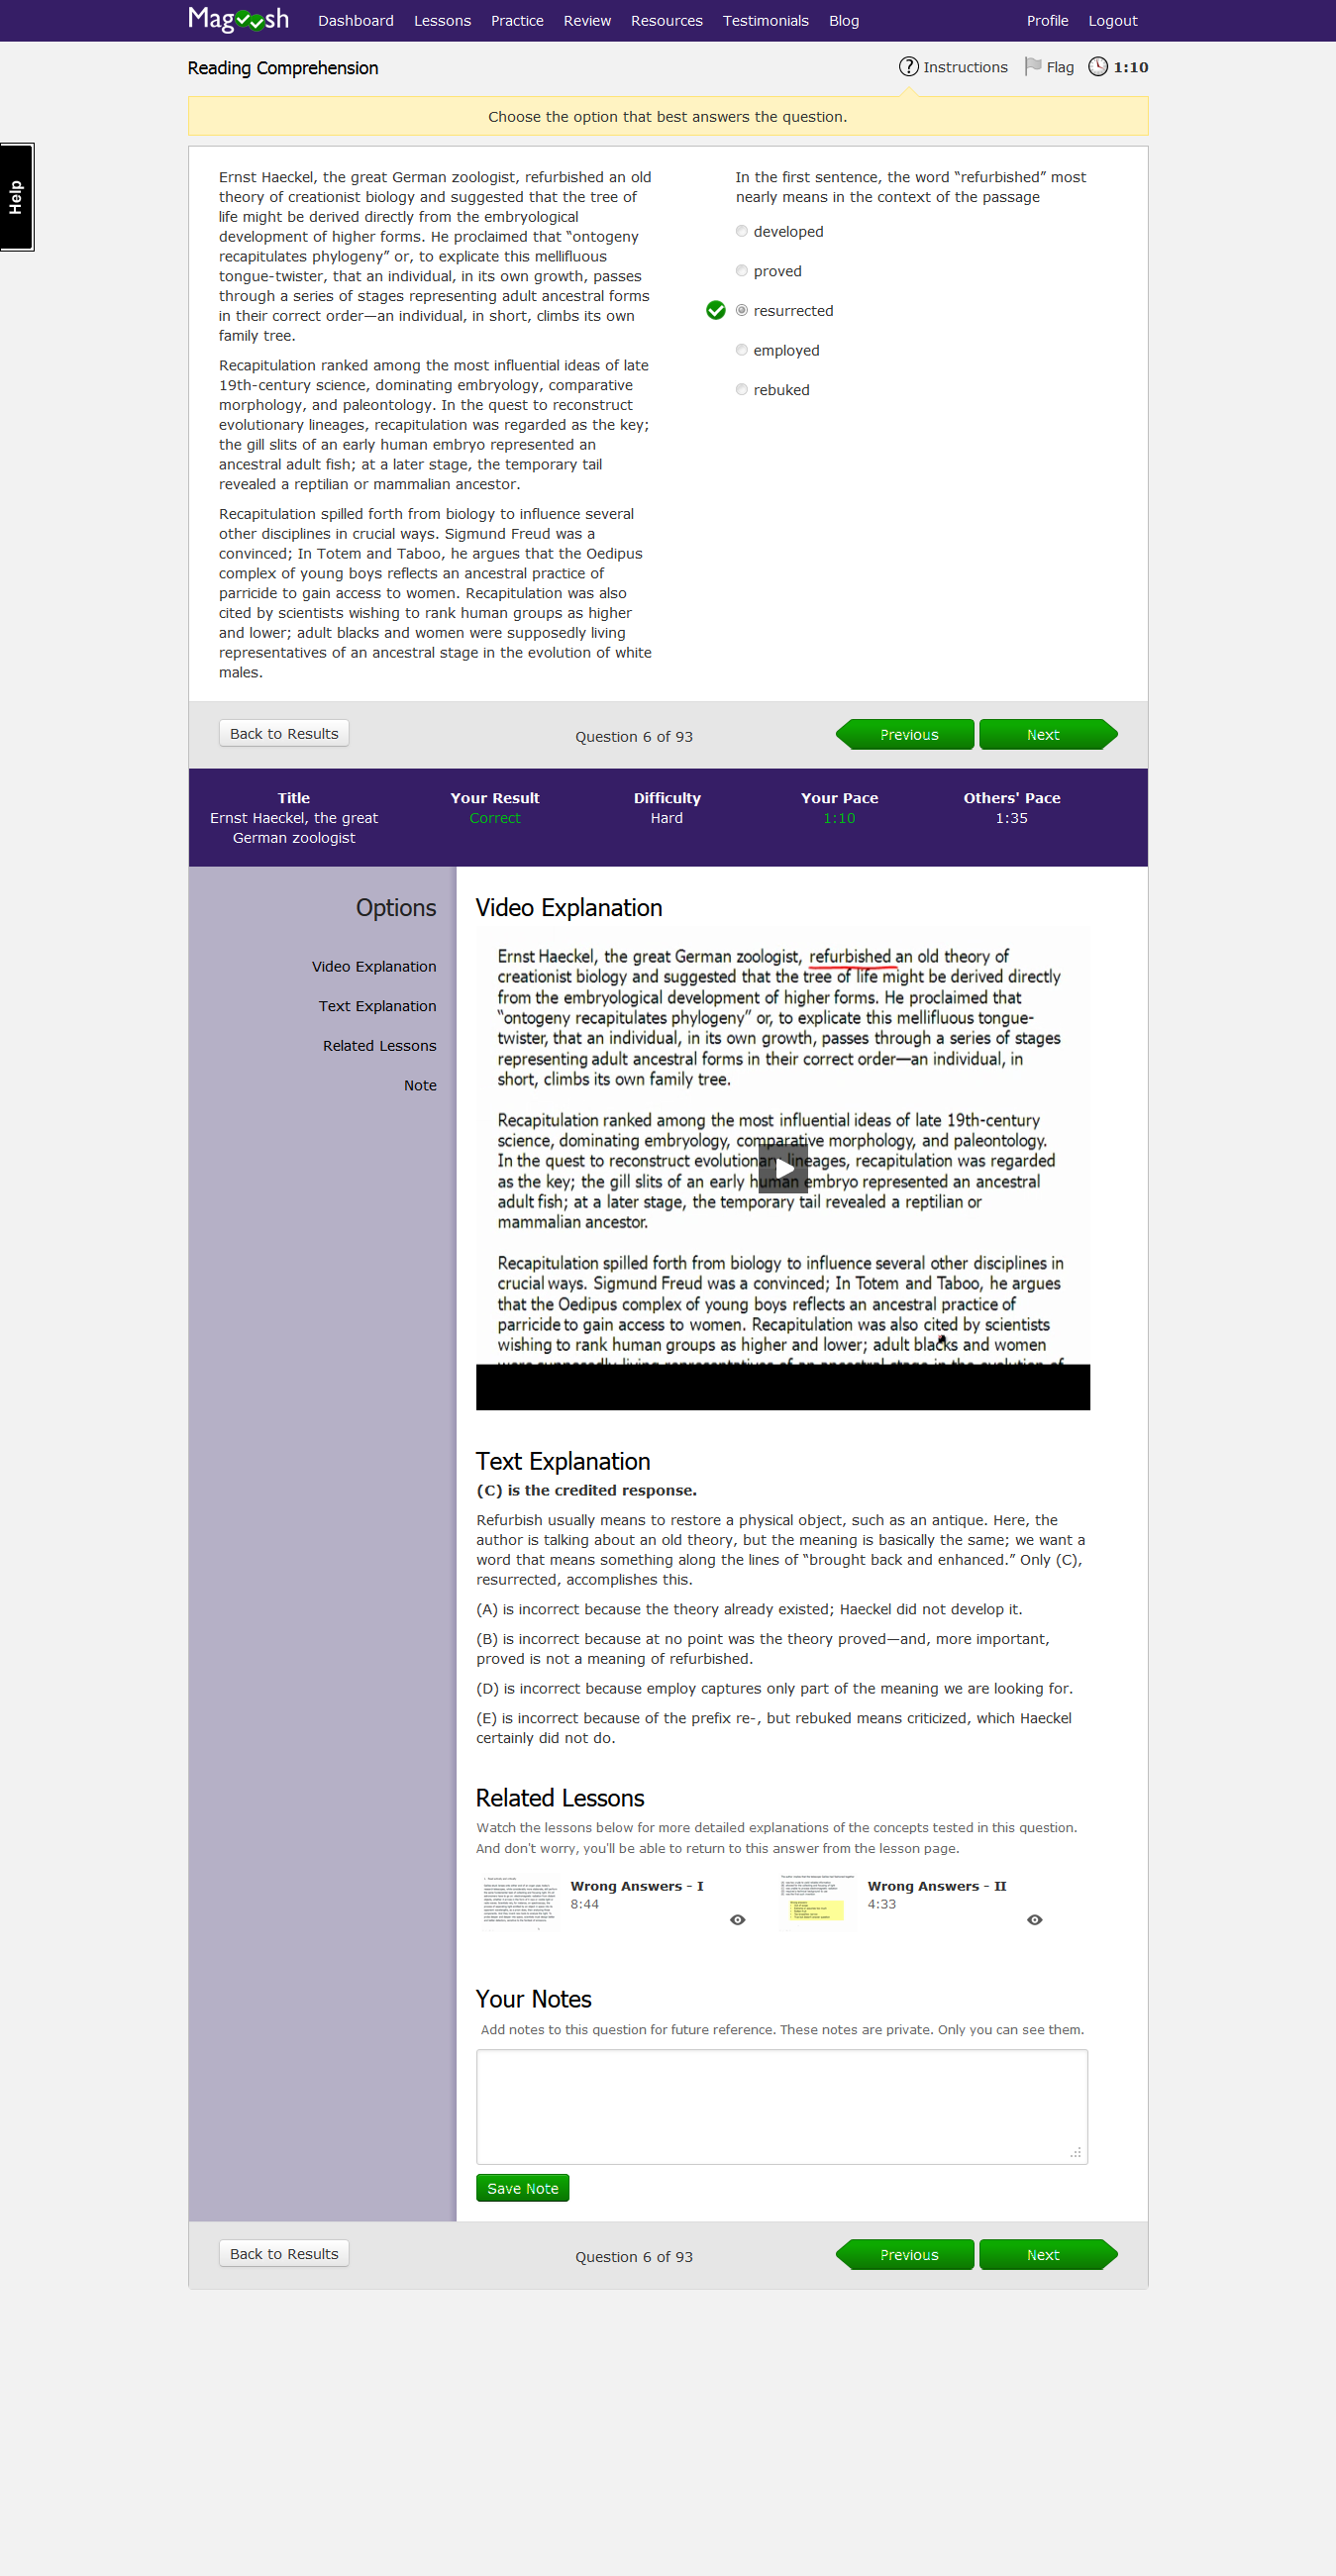 Magoosh
Dashboard Lessons Practice Review Resources Testimonials Blog Profile Logout
Reading Comprehension
Instructions Flag 1:10
Choose the option that best answers the question.
Help
Ernst Haeckel, the great German zoologist, refurbished an old
theory of creationist biology and suggested that the tree of
life might be derived directly from the embryological
development of higher forms. He proclaimed that “ontogeny
recapitulates phylogeny” or, to explicate this mellifluous
tongue-twister, that an individual, in its own growth, passes
through a series of stages representing adult ancestral forms
in their correct order—an individual, in short, climbs its own
family tree.
Recapitulation ranked among the most influential ideas of late
19th-century science, dominating embryology, comparative
morphology, and paleontology. In the quest to reconstruct
evolutionary lineages, recapitulation was regarded as the key;
the gill slits of an early human embryo represented an
ancestral adult fish; at a later stage, the temporary tail
revealed a reptilian or mammalian ancestor.
Recapitulation spilled forth from biology to influence several
other disciplines in crucial ways. Sigmund Freud was a
convinced; In Totem and Taboo, he argues that the Oedipus
complex of young boys reflects an ancestral practice of
parricide to gain access to women. Recapitulation was also
cited by scientists wishing to rank human groups as higher
and lower; adult blacks and women were supposedly living
representatives of an ancestral stage in the evolution of white
males.
In the first sentence, the word “refurbished” most
nearly means in the context of the passage
developed
proved
resurrected
employed
rebuked
Back to Results
Question 6 of 93
Previous
Next
Title
Ernst Haeckel, the great
German zoologist
Your Result
Correct
Difficulty
Hard
Your Pace
1:10
Others' Pace
1:35
Options
Video Explanation
Text Explanation
Related Lessons
Note
Video Explanation
Ernst Haeckel, the great German zoologist, refurbished an old theory of
creationist biology and suggested that the tree of life might be derived directly
from the embryological development of higher forms. He proclaimed that
“ontogeny recapitulates phylogeny” or, to explicate this mellifluous tongue-
twister, that an individual, in its own growth, passes through a series of stages
representing adult ancestral forms in their correct order—an individual, in
short, climbs its own family tree.
Recapitulation ranked among the most influential ideas of late 19th-century
science, dominating embryology, comparative morphology, and paleontology.
In the quest to reconstruct evolutionary lineages, recapitulation was regarded
as the key; the gill slits of an early human embryo represented an ancestral
adult fish; at a later stage, the temporary tail revealed a reptilian or
mammalian ancestor.
Recapitulation spilled forth from biology to influence several other disciplines in
crucial ways. Sigmund Freud was a convinced; In Totem and Taboo, he argues
that the Oedipus complex of young boys reflects an ancestral practice of
parricide to gain access to women. Recapitulation was also cited by scientists
wishing to rank human groups as higher and lower; adult blacks and women
were supposedly living representatives of an ancestral stage in the evolution of
Text Explanation
(C) is the credited response.
Refurbish usually means to restore a physical object, such as an antique. Here, the
author is talking about an old theory, but the meaning is basically the same; we want a
word that means something along the lines of “brought back and enhanced.” Only (C),
resurrected, accomplishes this.
(A) is incorrect because the theory already existed; Haeckel did not develop it.
(B) is incorrect because at no point was the theory proved—and, more important,
proved is not a meaning of refurbished.
(D) is incorrect because employ captures only part of the meaning we are looking for.
(E) is incorrect because of the prefix re-, but rebuked means criticized, which Haeckel
certainly did not do.
Related Lessons
Watch the lessons below for more detailed explanations of the concepts tested in this question.
And don't worry, you'll be able to return to this answer from the lesson page.
Wrong Answers - I
8:44
Wrong Answers - II
4:33
Your Notes
Add notes to this question for future reference. These notes are private. Only you can see them.
Save Note
Back to Results
Question 6 of 93
Previous
Next